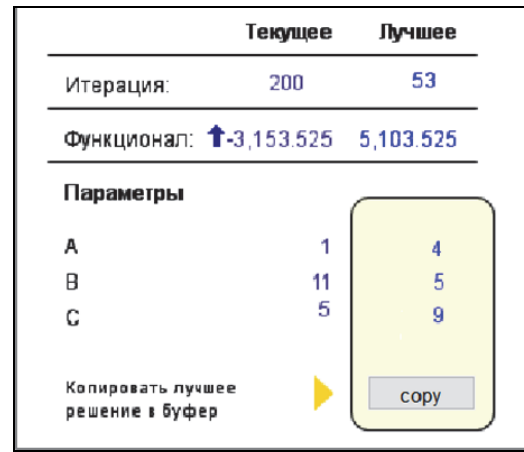 Текущее Лучшее
Итерация: 200 53
Функционал: ↑-3,153.525 5,103.525
Параметры
A 1 4
B 11 5
C 5 9
Копировать лучшее
решение в буфер
copy